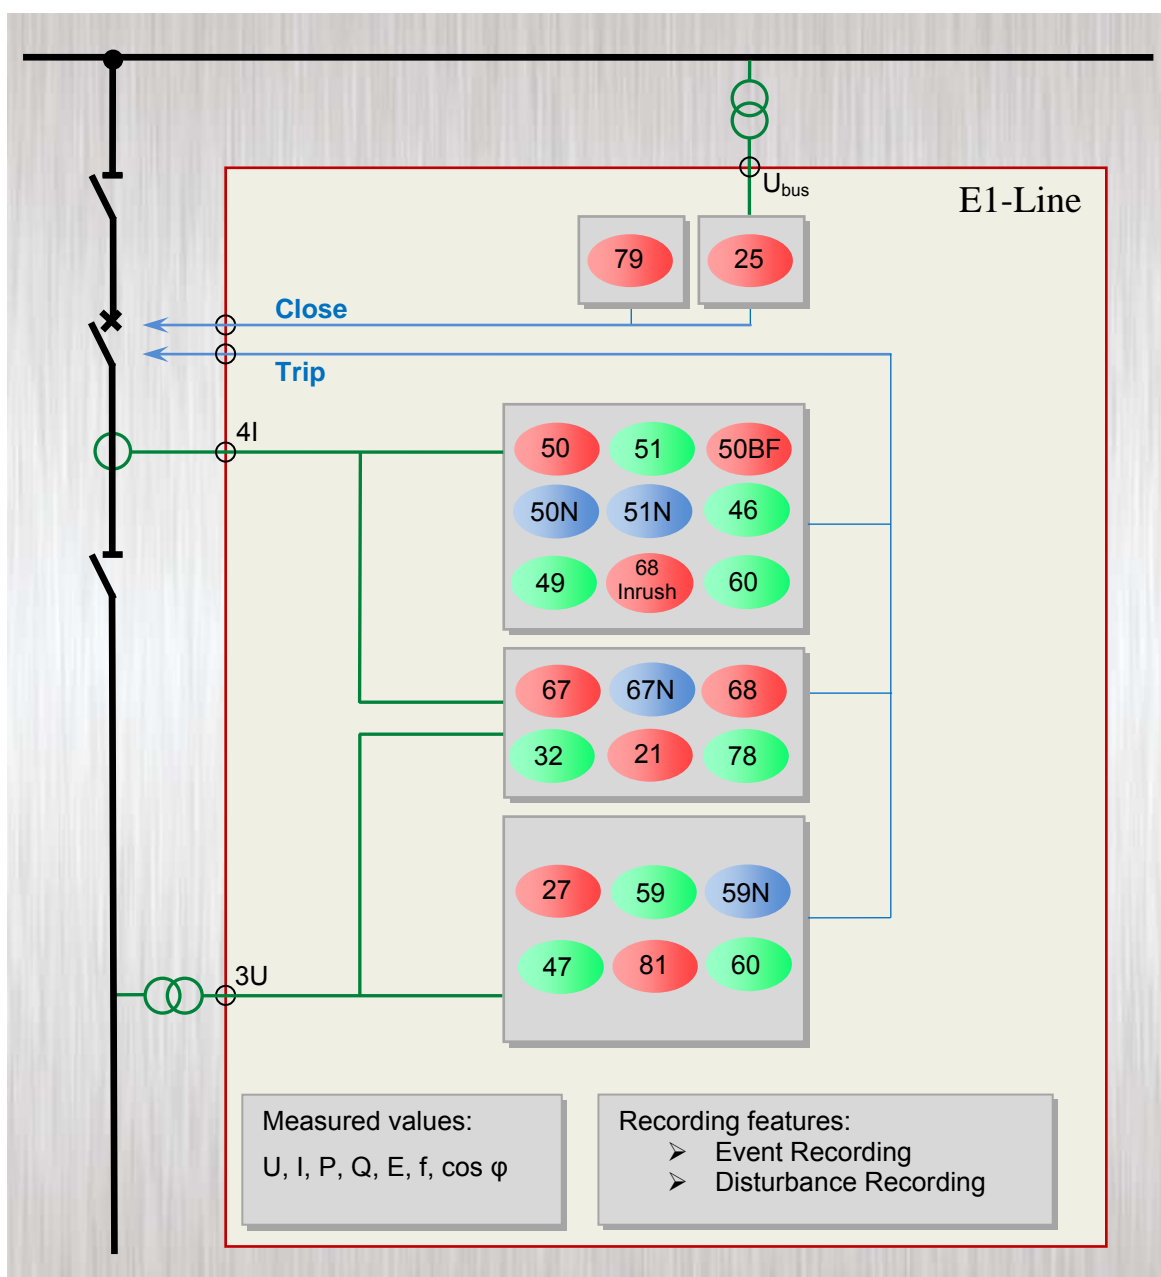 U_bus
E1-Line
79
25
Close
Trip
4I
50
51
50BF
50N
51N
46
49
68
Inrush
60
67
67N
68
32
21
78
27
59
59N
3U
47
81
60
Measured values:
U, I, P, Q, E, f, cos φ
Recording features:
➢ Event Recording
➢ Disturbance Recording